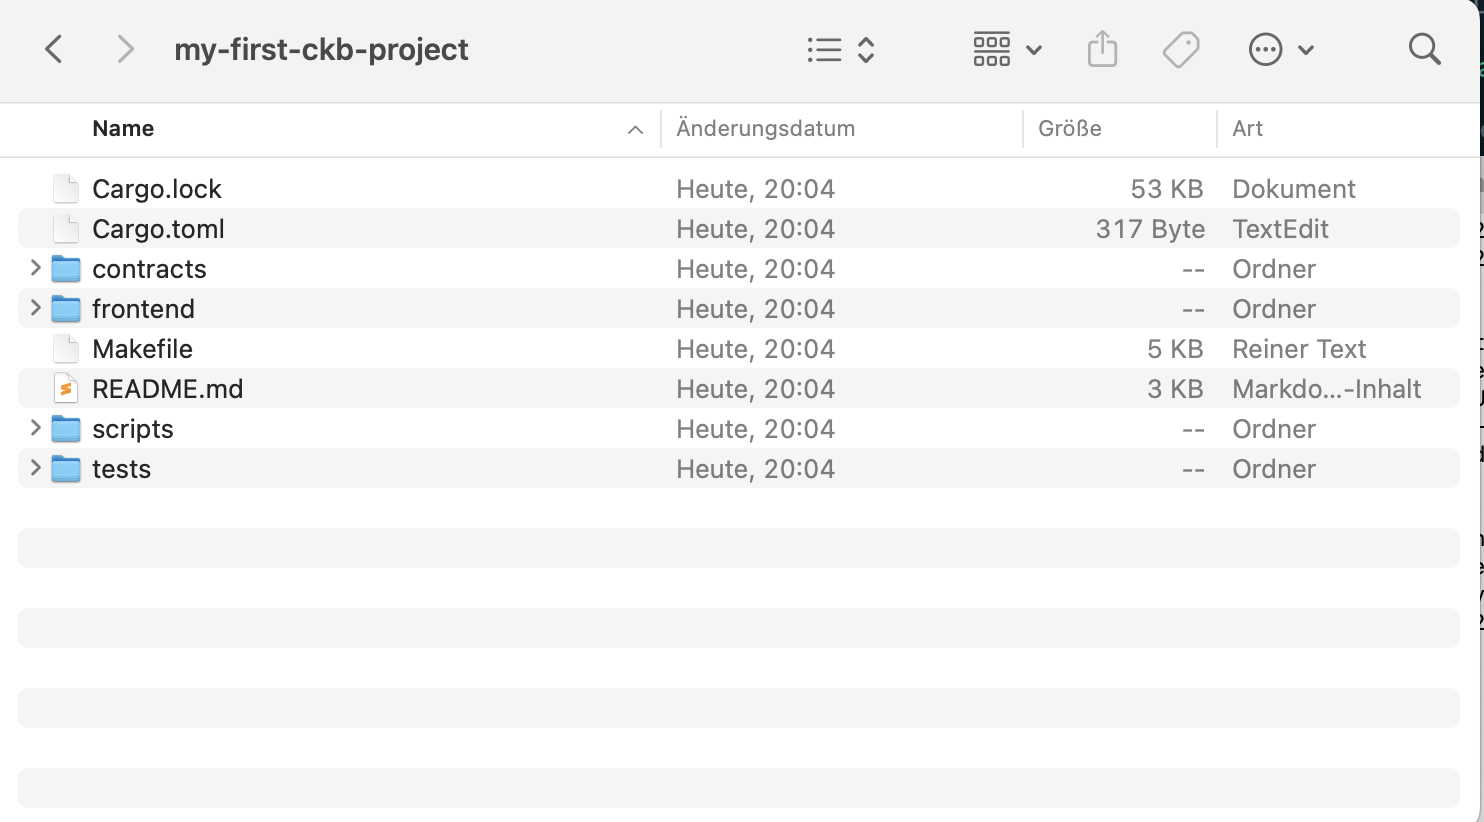 my-first-ckb-project
Name Änderungsdatum Größe Art
Cargo.lock Heute, 20:04 53 KB Dokument
Cargo.toml Heute, 20:04 317 Byte TextEdit
contracts Heute, 20:04 -- Ordner
frontend Heute, 20:04 -- Ordner
Makefile Heute, 20:04 5 KB Reiner Text
README.md Heute, 20:04 3 KB Markdo...-Inhalt
scripts Heute, 20:04 -- Ordner
tests Heute, 20:04 -- Ordner